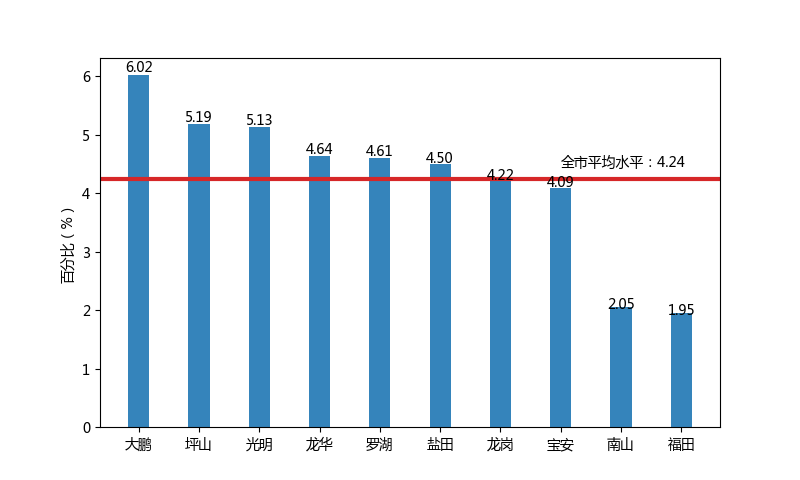 6.02
5.19
5.13
4.64
4.61
4.50
4.22
4.09
2.05
1.95
全市平均水平：4.24
百分比（%）
6
5
4
3
2
1
0
大鹏
坪山
光明
龙华
罗湖
盐田
龙岗
宝安
南山
福田